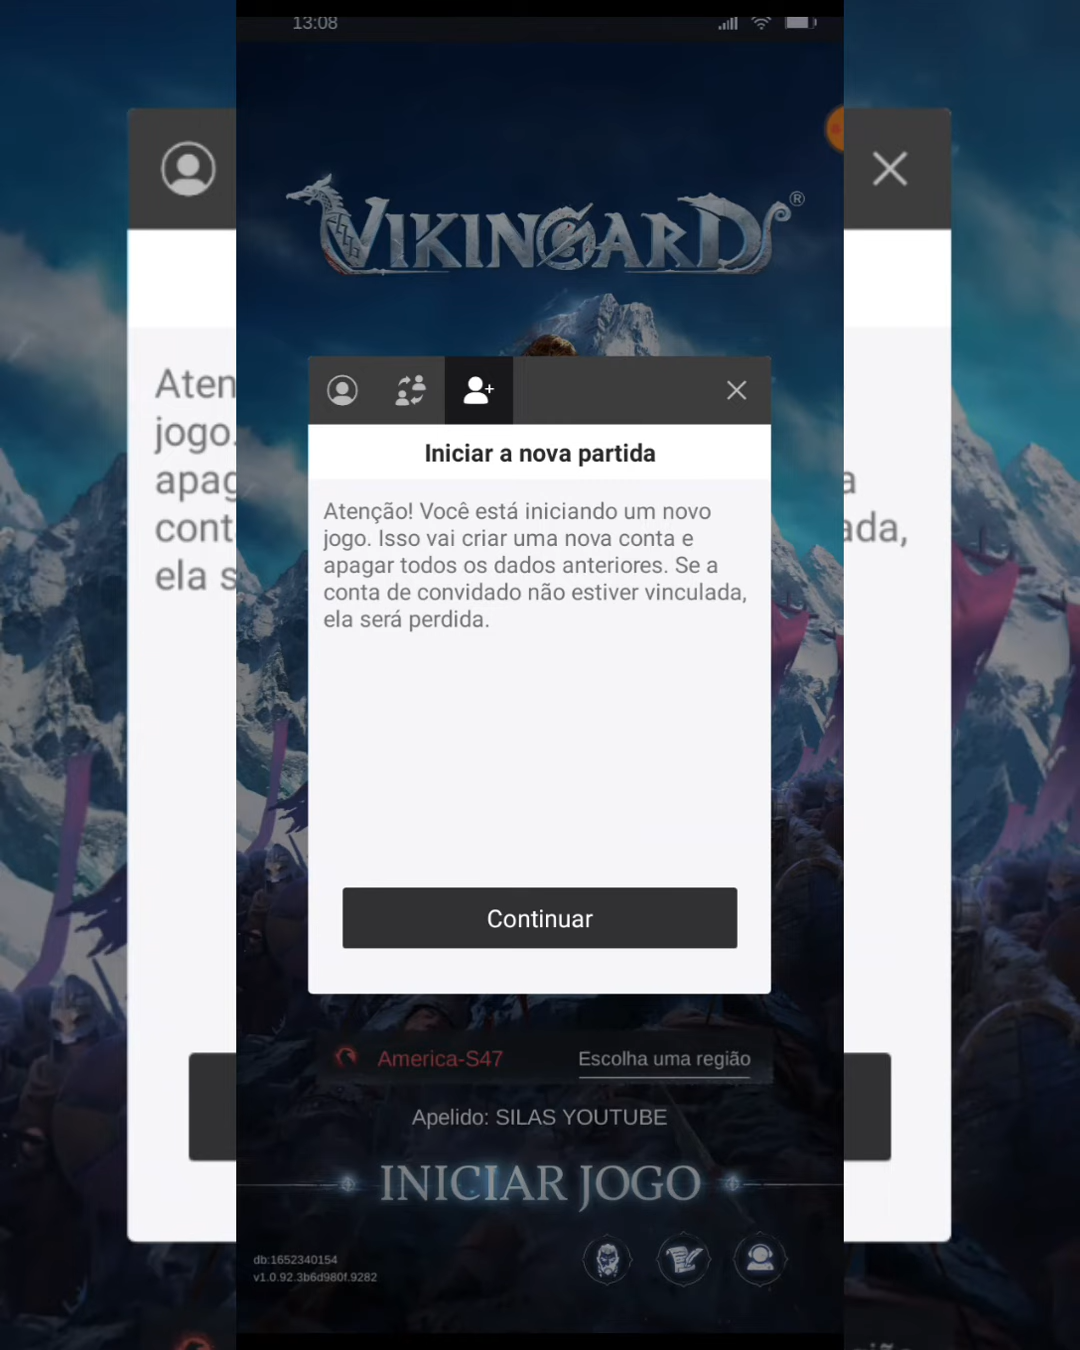 13:08
VIKINGARD®
Iniciar a nova partida
Atenção! Você está iniciando um novo
jogo. Isso vai criar uma nova conta e
apagar todos os dados anteriores. Se a
conta de convidado não estiver vinculada,
ela será perdida.
Continuar
America-S47 Escolha uma região
Apelido: SILAS YOUTUBE
INICIAR JOGO
db:1652340154
v1.0.92.3b6d980f.9282
Aten
jogo.
apag a
cont ada,
ela s